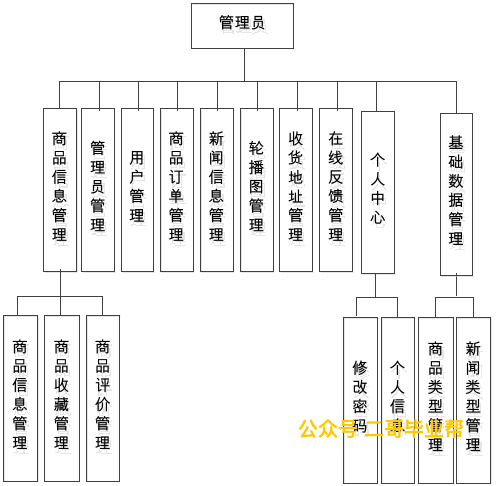 管理员
商品信息管理
管理员管理
用户管理
商品订单管理
新闻信息管理
轮播图管理
收货地址管理
在线反馈管理
个人中心
基础数据管理
商品信息管理
商品收藏管理
商品评价管理
修改密码
个人信息
商品类型管理
新闻类型管理
公众号·二哥毕业帮